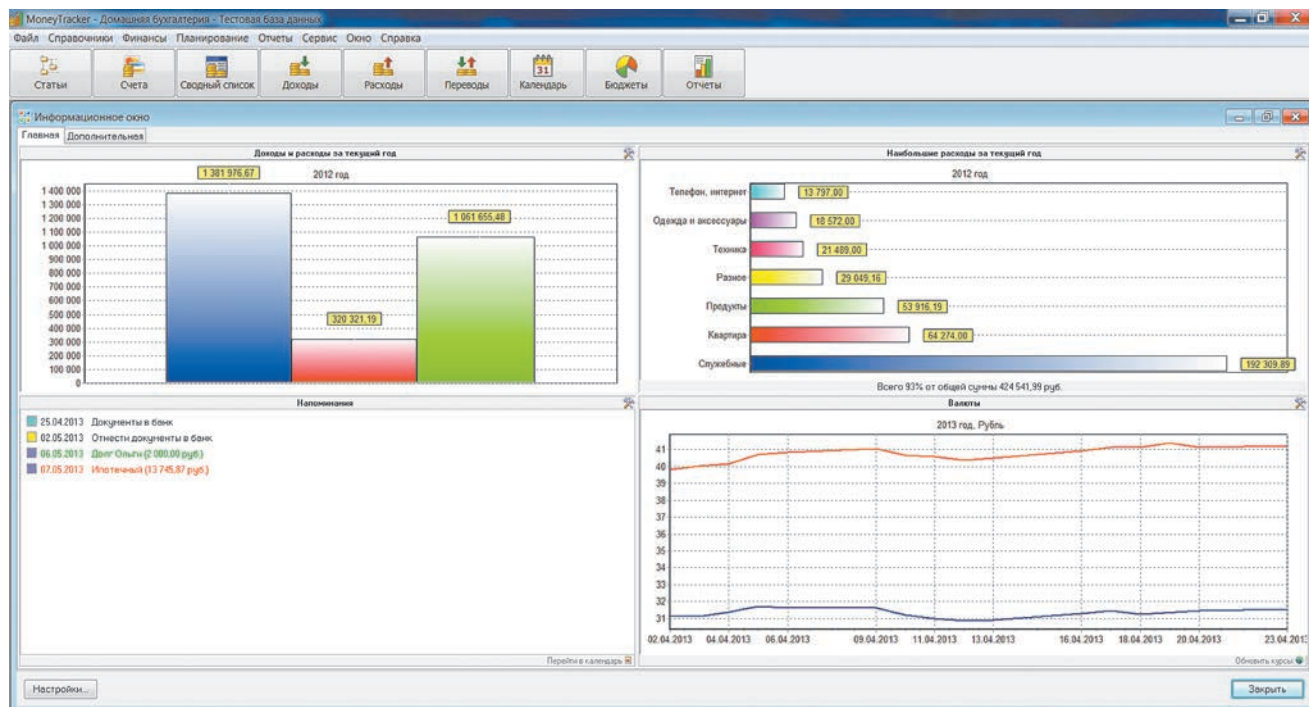 MoneyTracker - Домашняя бухгалтерия - Тестовая база данных
Файл Справочники Финансы Планирование Отчеты Сервис Окно Справка
31
Статьи Счета Сводный список Доходы Расходы Переводы Календарь Бюджеты Отчеты
Информационное окно
Главная Дополнительная
Доходы и расходы за текущий год
2012 год
1 381 976,67
1 400 000
1 300 000
1 200 000
1 100 000
1 000 000
900 000
800 000
700 000
600 000
500 000
400 000
300 000
200 000
100 000
0
320 321,19
1 061 655,48
Наибольшие расходы за текущий год
2012 год
Телефон, интернет 13 797,00
Одежда и аксессуары 18 572,00
Техника 21 489,00
Разное 29 049,16
Продукты 53 916,19
Квартира 64 274,00
Служебные 192 309,89
Всего 93% от общей суммы 424 541,99 руб.
Напоминания
25.04.2013 Документы в банк
02.05.2013 Отнести документы в банк
06.05.2013 Долг Ольги (2 000,00 руб.)
07.05.2013 Ипотечный (13 745,87 руб.)
Перейти в календарь
Валюты
2013 год, Рубль
41
40
39
38
37
36
35
34
33
32
31
02.04.2013 04.04.2013 06.04.2013 09.04.2013 11.04.2013 13.04.2013 16.04.2013 18.04.2013 20.04.2013 23.04.2013
Обновить курсы
Настройки... Закрыть